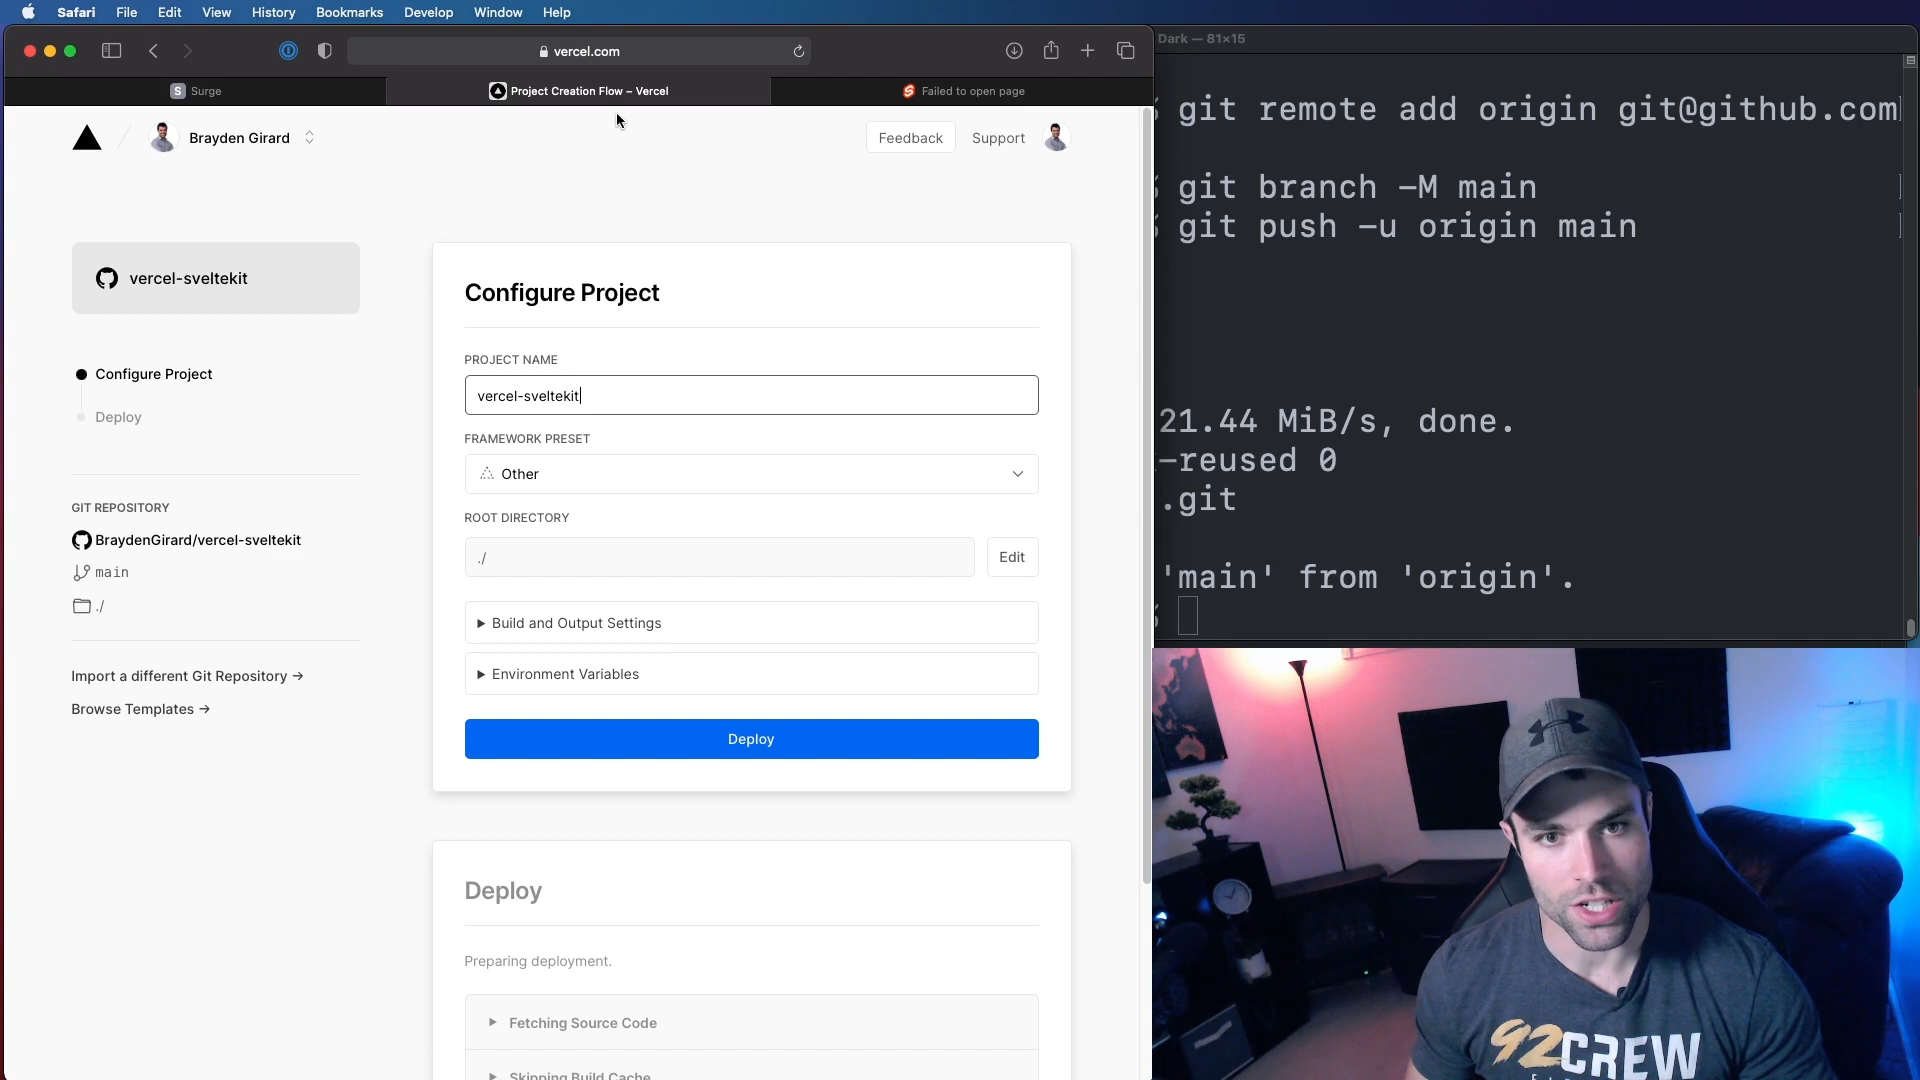 Safari File Edit View History Bookmarks Develop Window Help
Dark — 81×15
vercel.com
S Surge
Project Creation Flow – Vercel
Failed to open page
Brayden Girard
Feedback
Support
vercel-sveltekit
Configure Project
Deploy
GIT REPOSITORY
BraydenGirard/vercel-sveltekit
main
./
Import a different Git Repository →
Browse Templates →
Configure Project
PROJECT NAME
vercel-sveltekit
FRAMEWORK PRESET
Other
ROOT DIRECTORY
./
Edit
Build and Output Settings
Environment Variables
Deploy
Deploy
Preparing deployment.
Fetching Source Code
Skipping Build Cache
git remote add origin git@github.com
git branch -M main
git push -u origin main
21.44 MiB/s, done.
-reused 0
.git
'main' from 'origin'.
92CREW